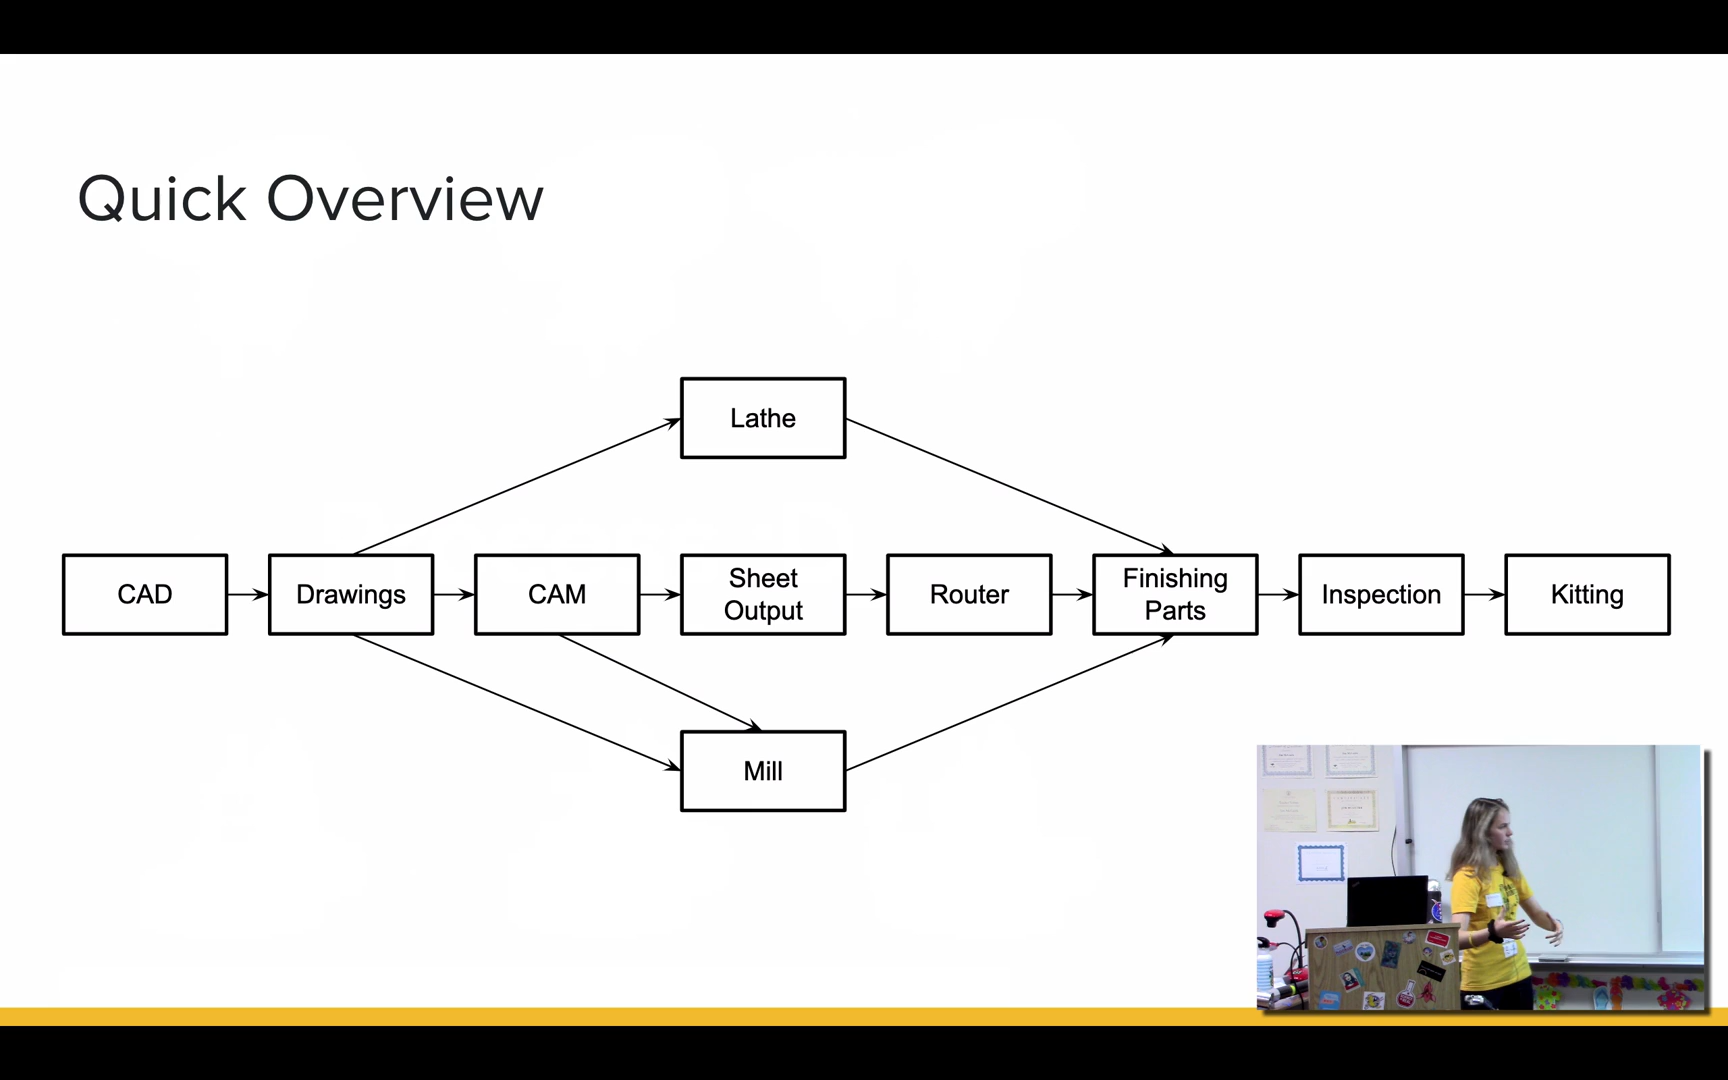 Quick Overview
Lathe
CAD
Drawings
CAM
Sheet
Output
Router
Finishing
Parts
Inspection
Kitting
Mill